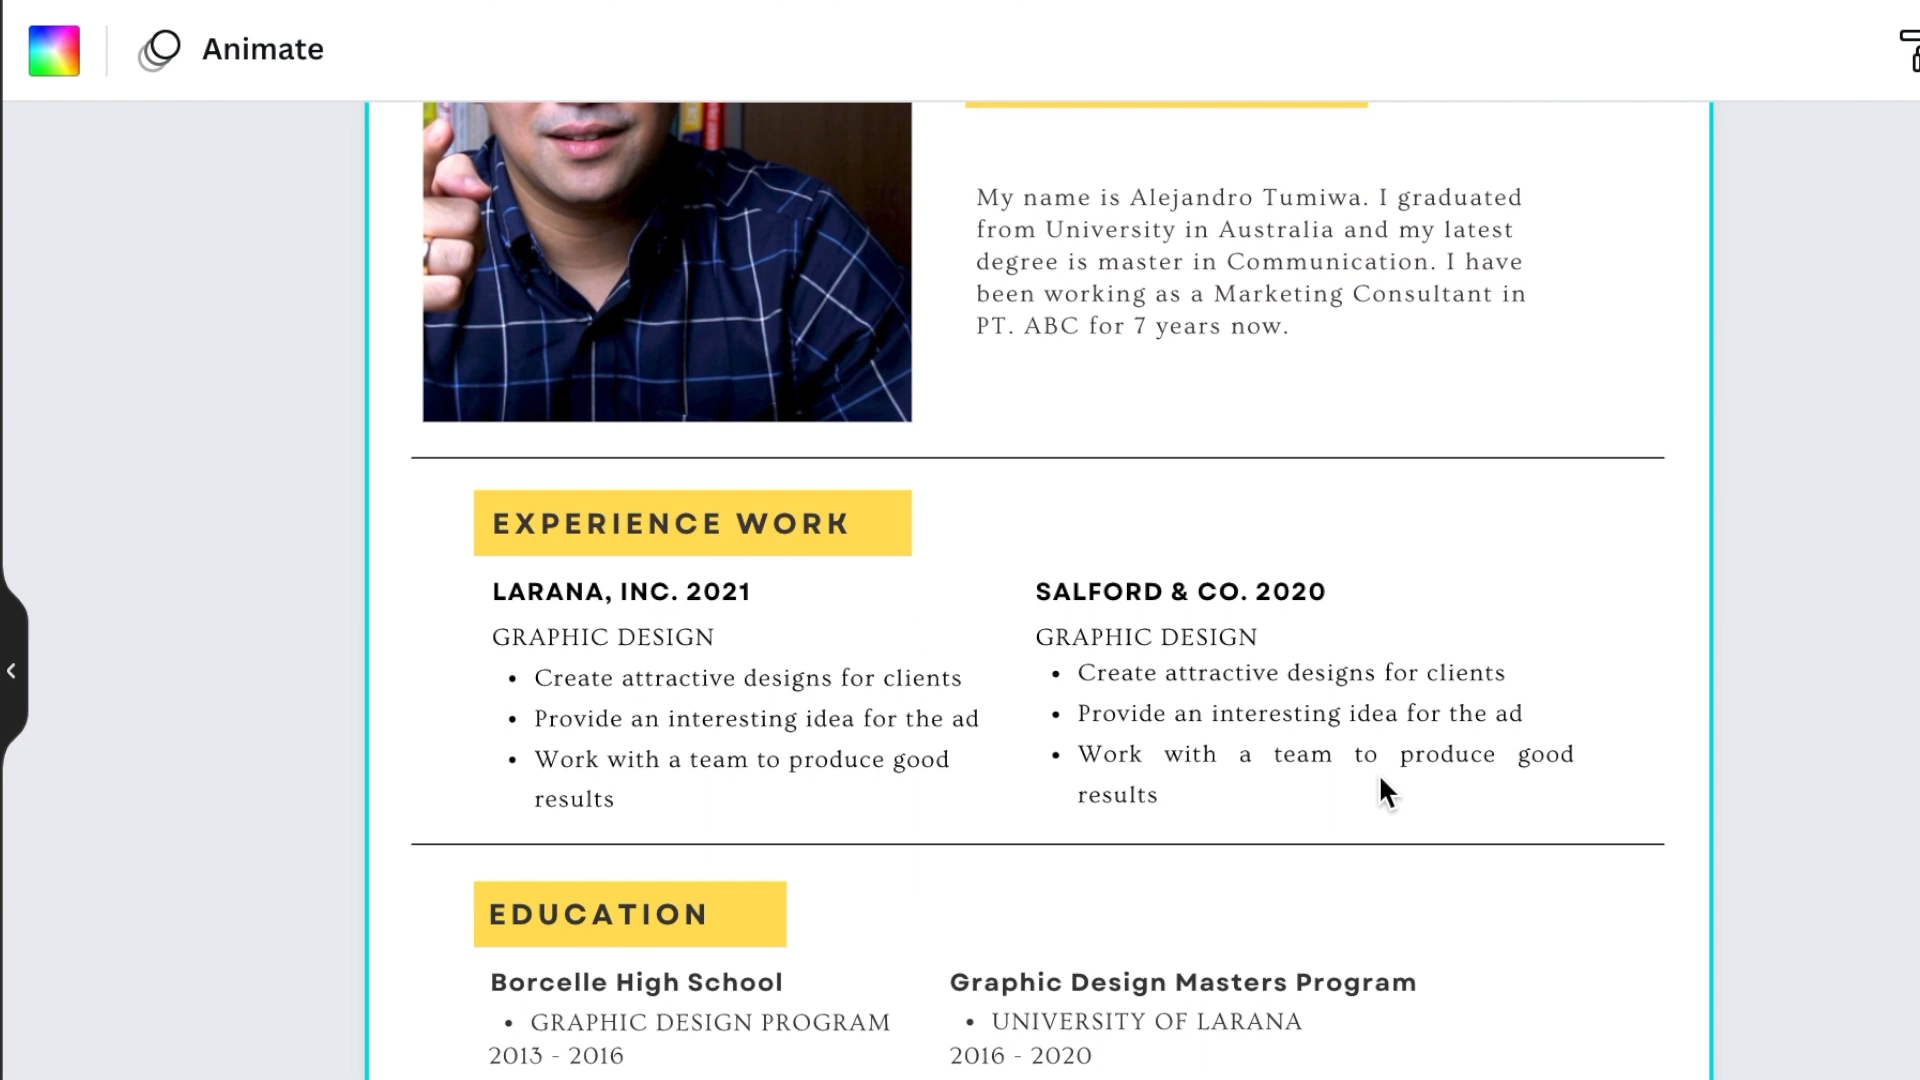 Animate
My name is Alejandro Tumiwa. I graduated
from University in Australia and my latest
degree is master in Communication. I have
been working as a Marketing Consultant in
PT. ABC for 7 years now.
EXPERIENCE WORK
LARANA, INC. 2021
GRAPHIC DESIGN
• Create attractive designs for clients
• Provide an interesting idea for the ad
• Work with a team to produce good
results
SALFORD & CO. 2020
GRAPHIC DESIGN
• Create attractive designs for clients
• Provide an interesting idea for the ad
• Work with a team to produce good
results
EDUCATION
Borcelle High School
• GRAPHIC DESIGN PROGRAM
2013 - 2016
Graphic Design Masters Program
• UNIVERSITY OF LARANA
2016 - 2020